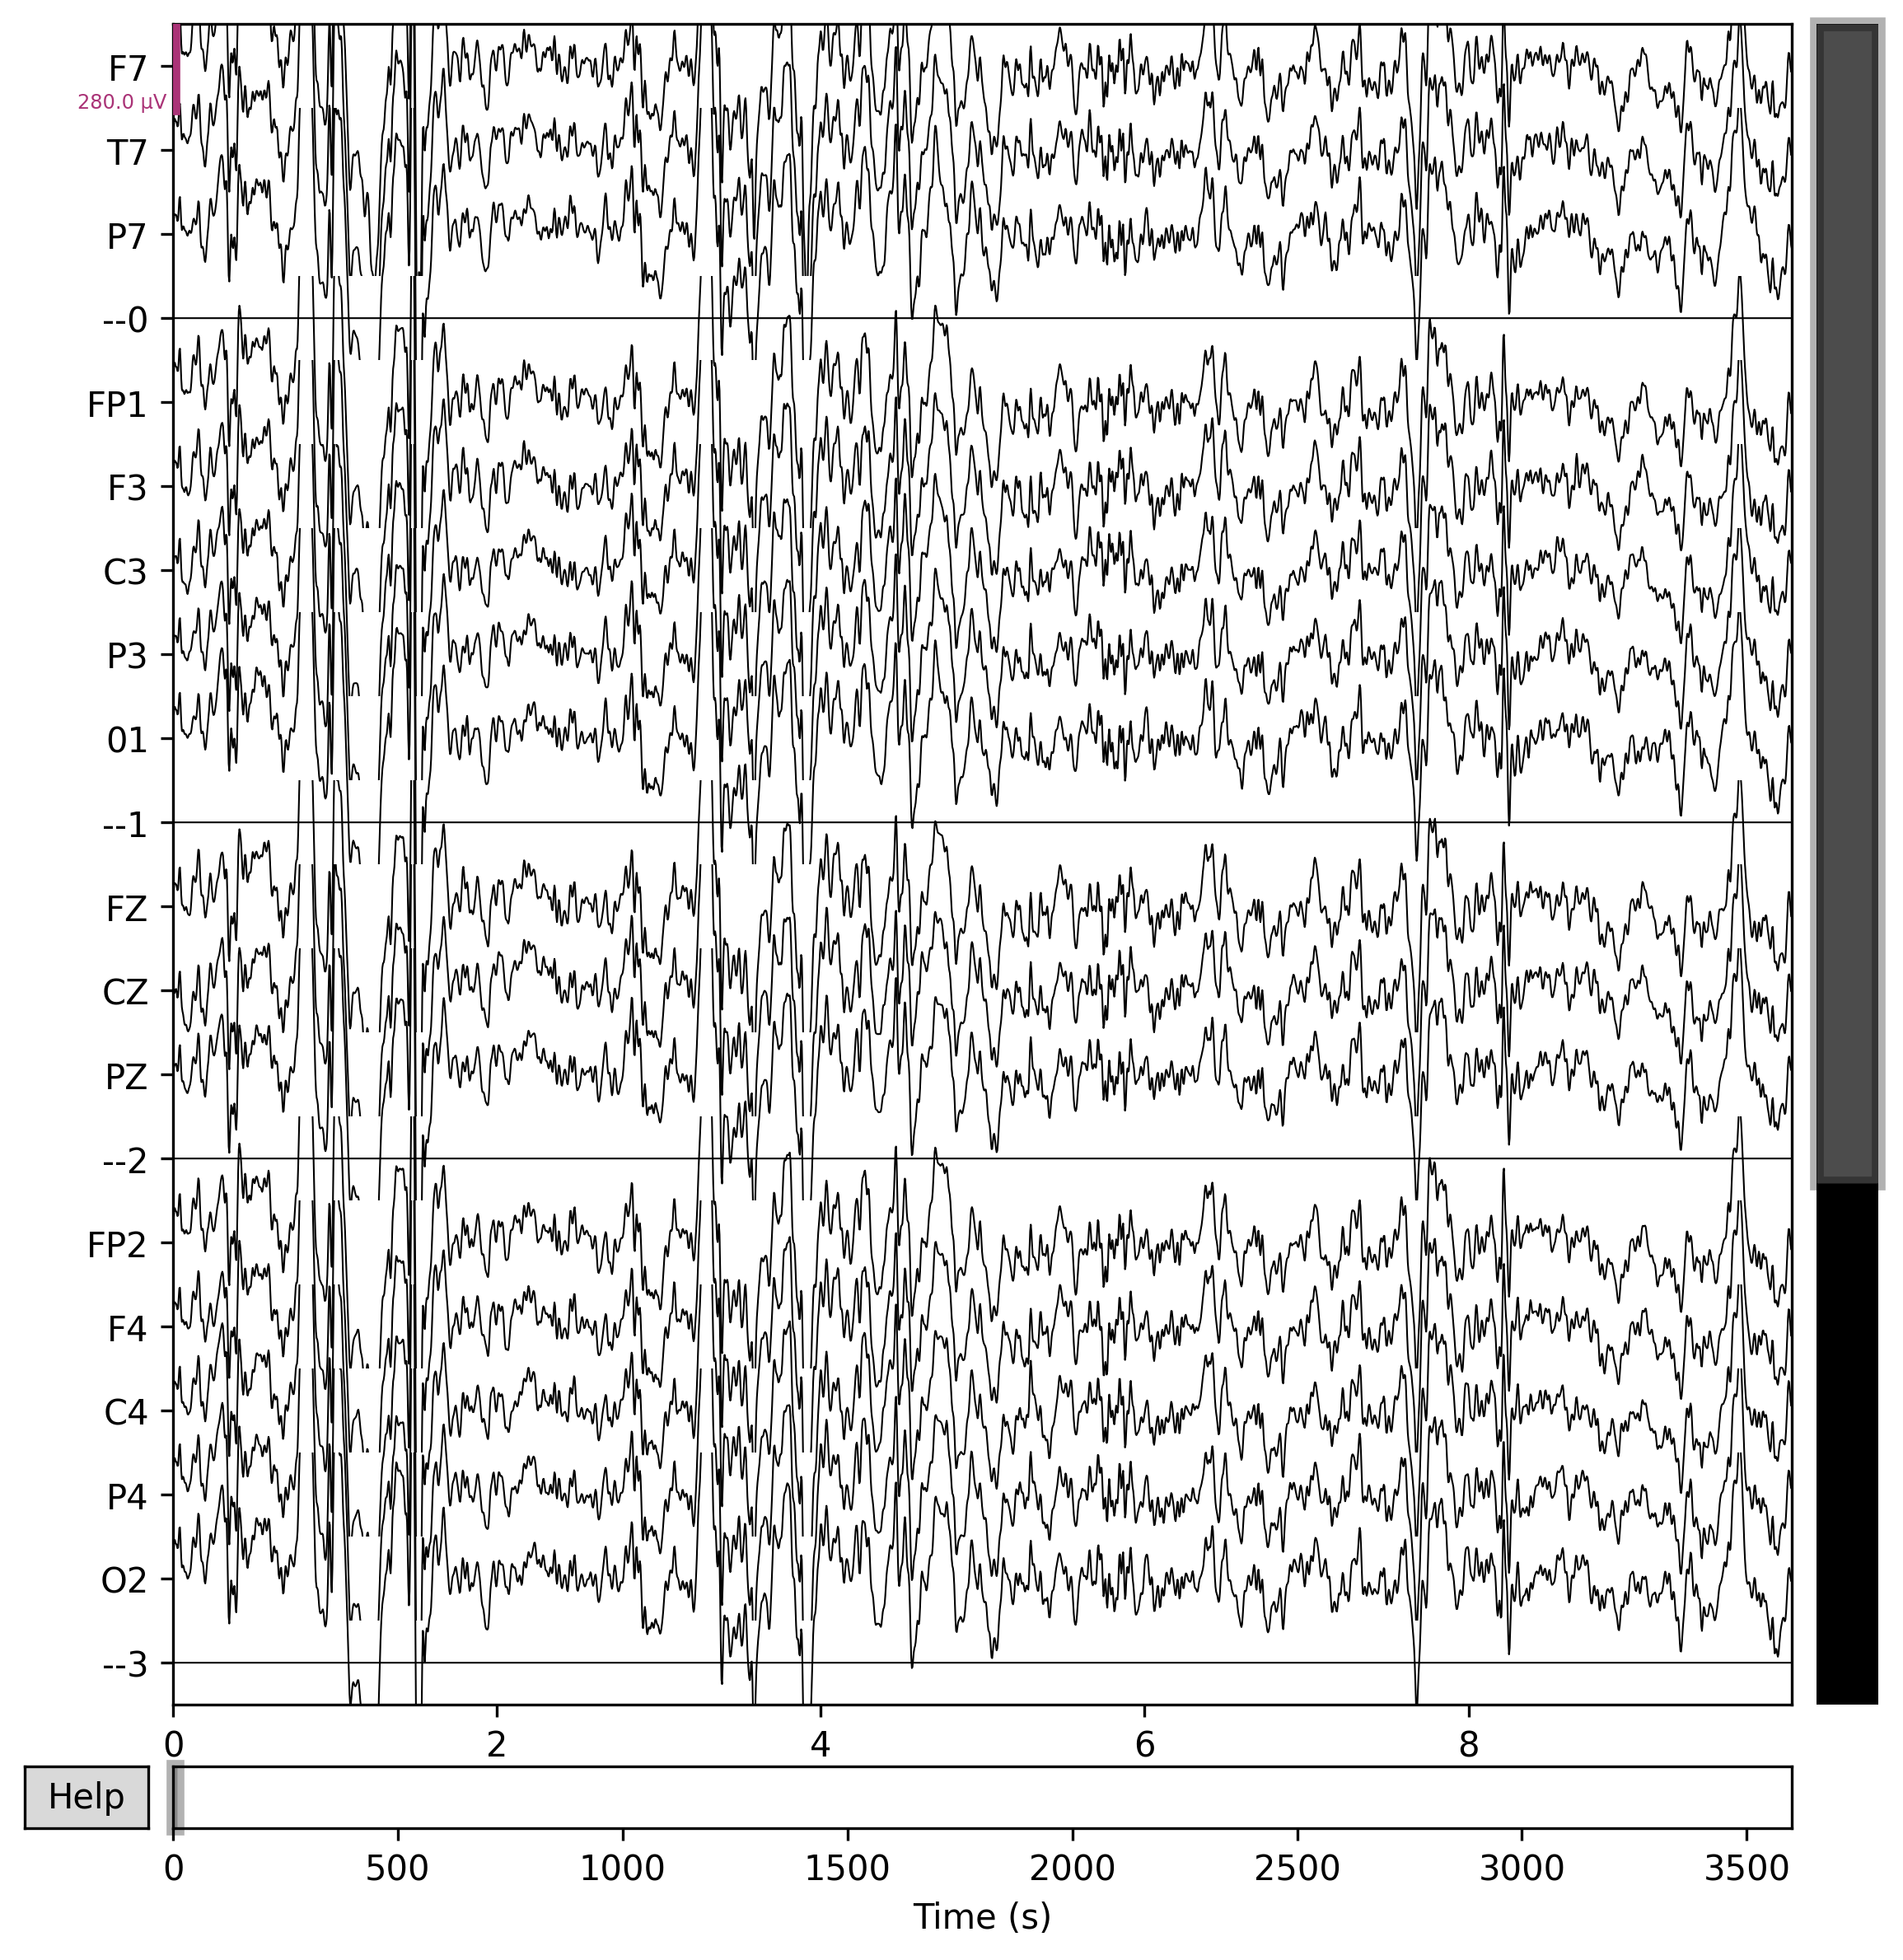 F7
280.0 µV
T7
P7
--0
FP1
F3
C3
P3
01
--1
FZ
CZ
PZ
--2
FP2
F4
C4
P4
O2
--3
0 2 4 6 8
Help
0 500 1000 1500 2000 2500 3000 3500
Time (s)